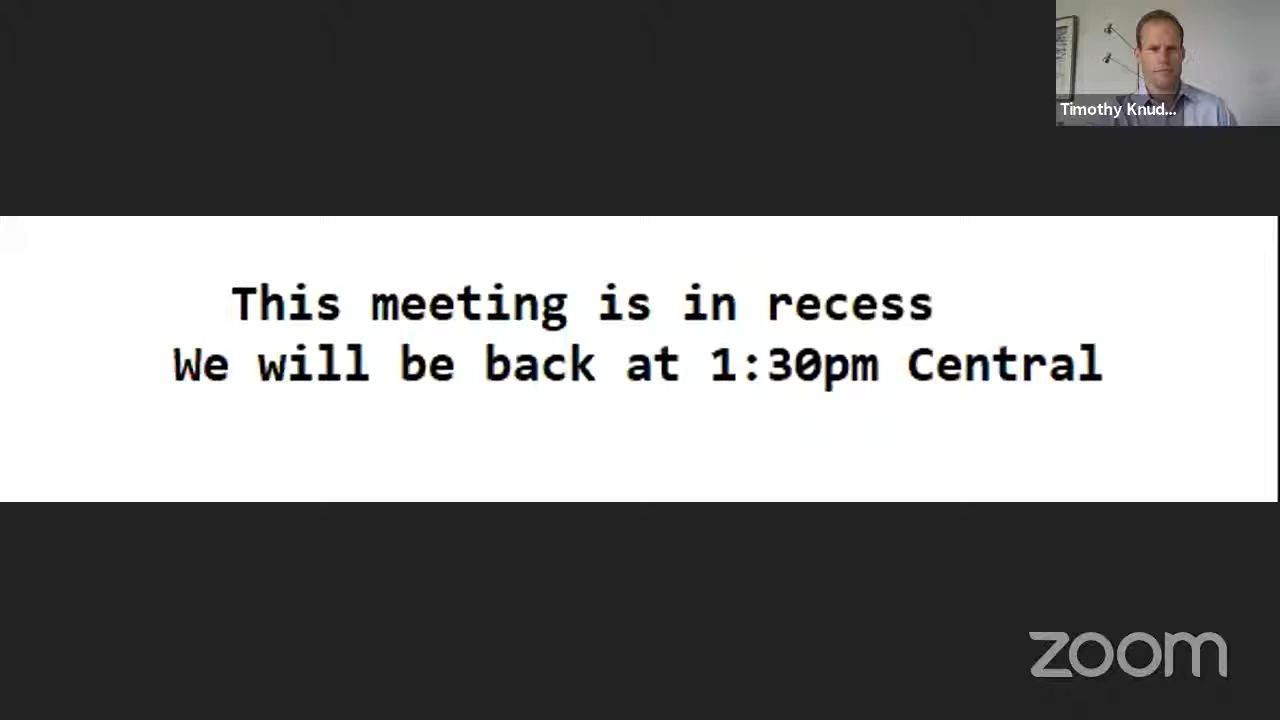 Timothy Knud...
This meeting is in recess
We will be back at 1:30pm Central
zoom